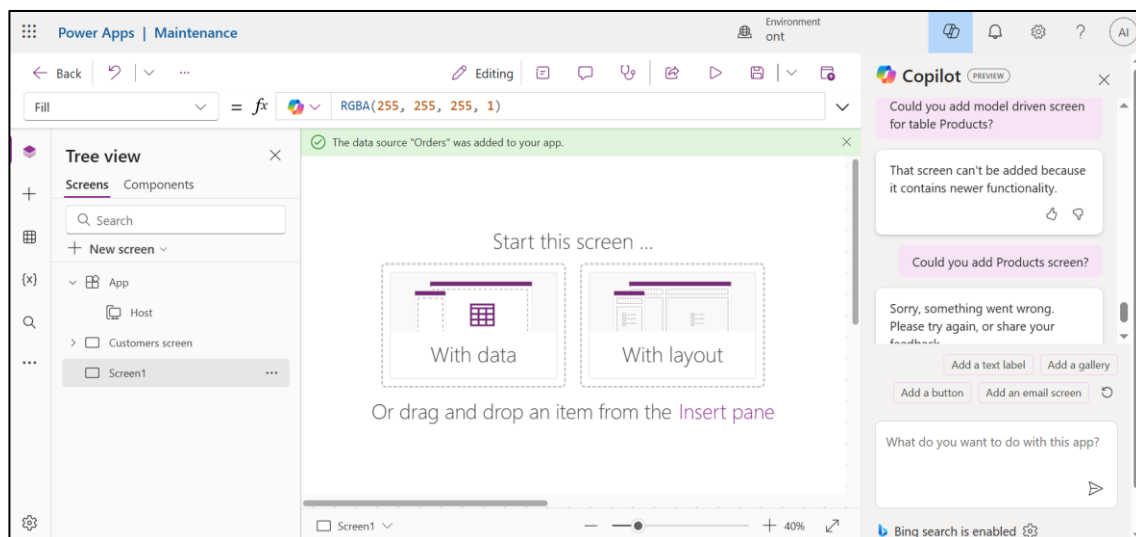 Power Apps | Maintenance
Environment
ont
AI
Back
Editing
Fill
= fx
RGBA(255, 255, 255, 1)
Tree view
Screens Components
Search
New screen
App
Host
Customers screen
Screen1
{x}
The data source "Orders" was added to your app.
Start this screen ...
With data
With layout
Or drag and drop an item from the Insert pane
Screen1
40%
Copilot PREVIEW
Could you add model driven screen
for table Products?
That screen can't be added because
it contains newer functionality.
Could you add Products screen?
Sorry, something went wrong.
Please try again, or share your
feedback
Add a text label
Add a gallery
Add a button
Add an email screen
What do you want to do with this app?
Bing search is enabled